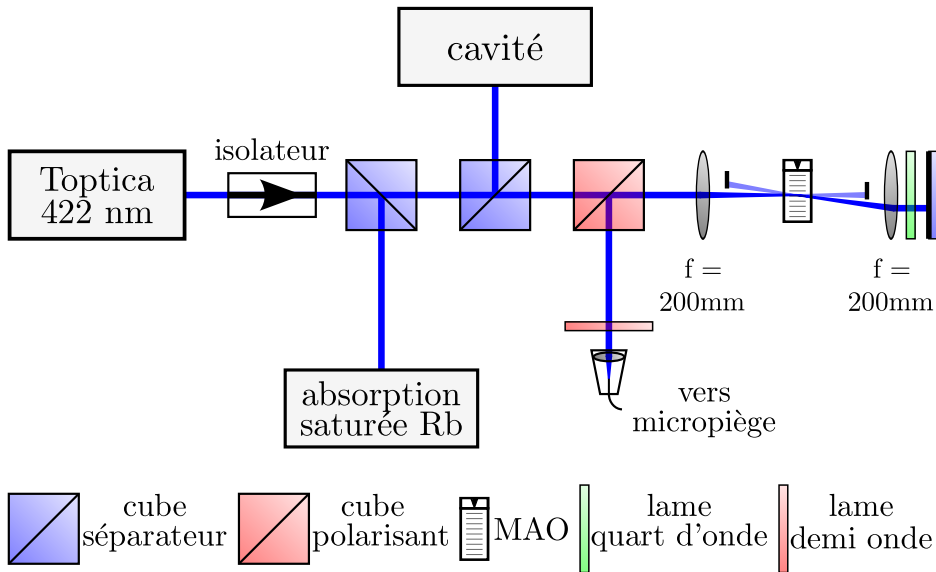 cavité
isolateur
Toptica
422 nm
f =
200mm
f =
200mm
absorption
saturée Rb
vers
micropiège
cube
séparateur
cube
polarisant
MAO
lame
quart d'onde
lame
demi onde